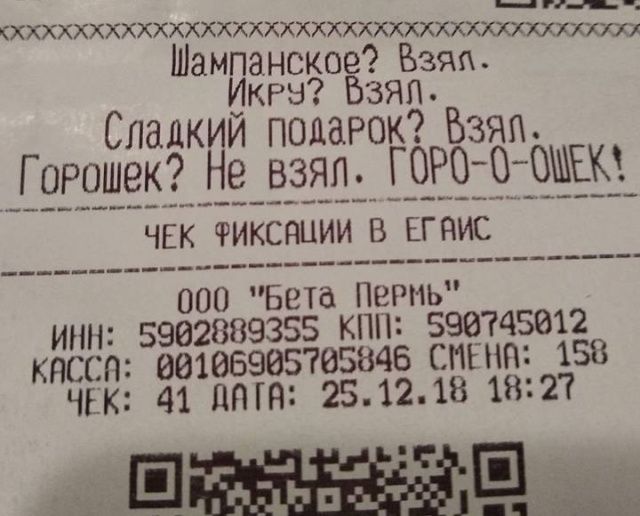 Шампанское? Взял.
Икру? Взял.
Сладкий подарок? Взял.
Горошек? Не взял. ГОРО-О-ОШЕК!
ЧЕК ФИКСАЦИИ В ЕГАИС
ООО "Бета Пермь"
ИНН: 5902889355 КПП: 590745012
КАССА: 00106905705846 СМЕНА: 158
ЧЕК: 41 ДАТА: 25.12.18 18:27